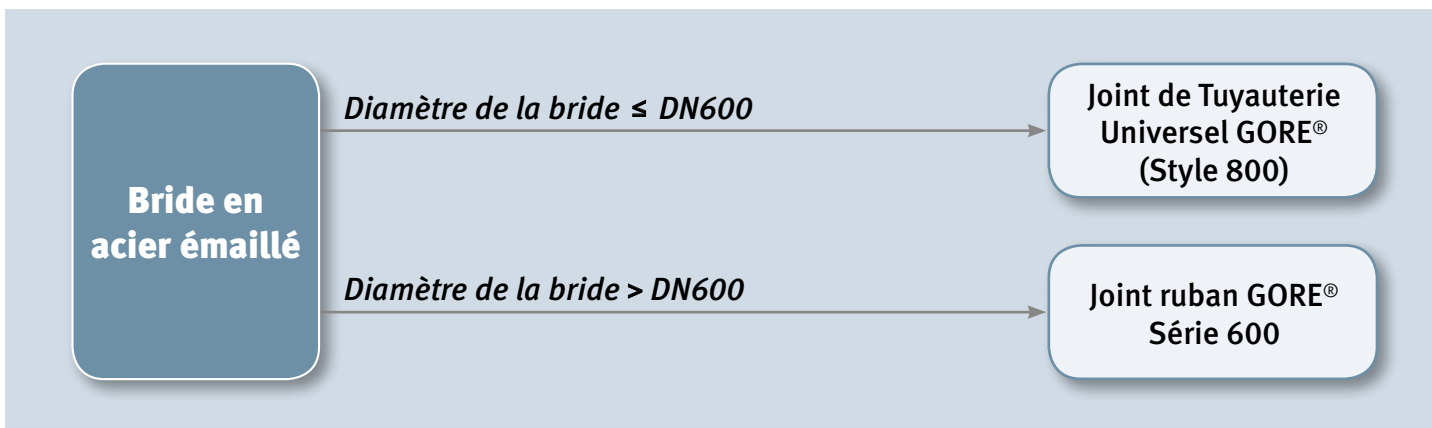 Bride en
acier émaillé
Diamètre de la bride ≤ DN600
Joint de Tuyauterie
Universel GORE®
(Style 800)
Diamètre de la bride > DN600
Joint ruban GORE®
Série 600